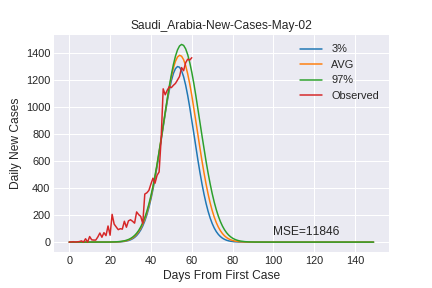 Saudi_Arabia-New-Cases-May-02
1400
1200
1000
800
600
400
200
0
Daily New Cases
3%
AVG
97%
Observed
MSE=11846
0 20 40 60 80 100 120 140
Days From First Case